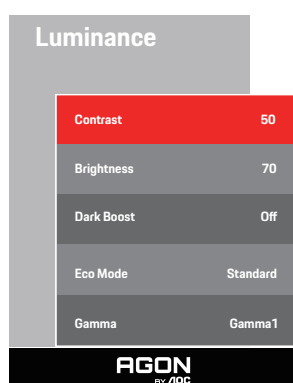 Luminance
Contrast 50
Brightness 70
Dark Boost Off
Eco Mode Standard
Gamma Gamma1
AGON
BY AOC